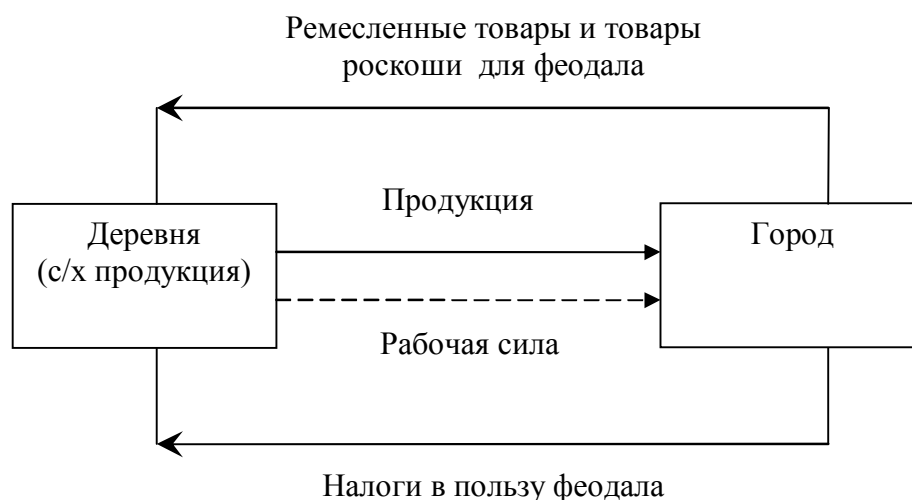 Ремесленные товары и товары
роскоши для феодала
Продукция
Деревня
(с/х продукция)
Город
Рабочая сила
Налоги в пользу феодала